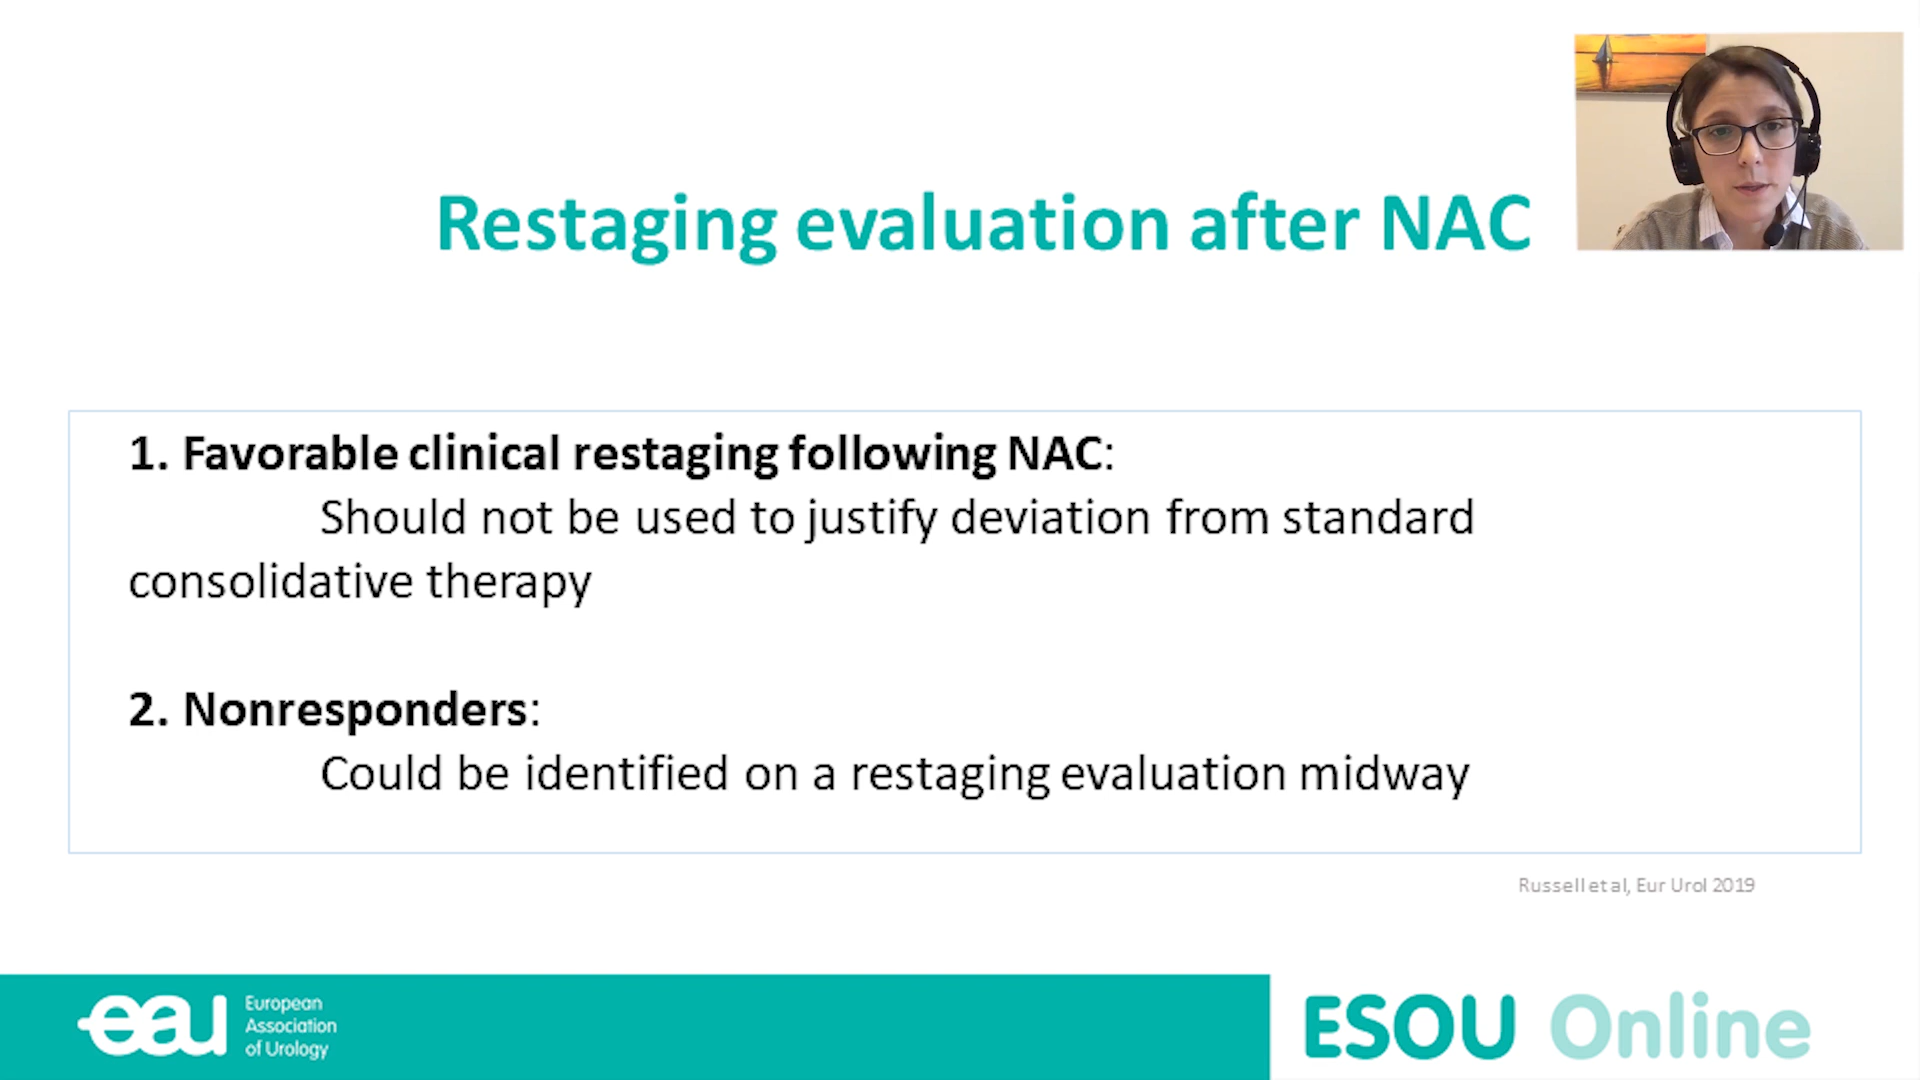 Restaging evaluation after NAC
1. Favorable clinical restaging following NAC:
Should not be used to justify deviation from standard
consolidative therapy
2. Nonresponders:
Could be identified on a restaging evaluation midway
Russell et al, Eur Urol 2019
eau
European
Association
of Urology
ESOU Online